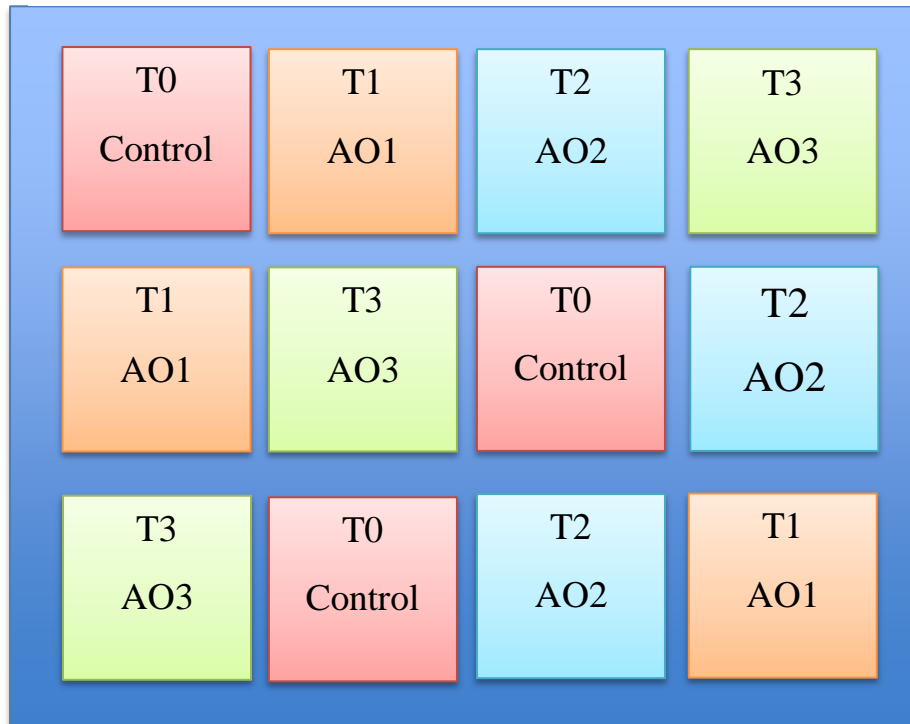 T0
Control
T1
AO1
T2
AO2
T3
AO3
T1
AO1
T3
AO3
T0
Control
T2
AO2
T3
AO3
T0
Control
T2
AO2
T1
AO1